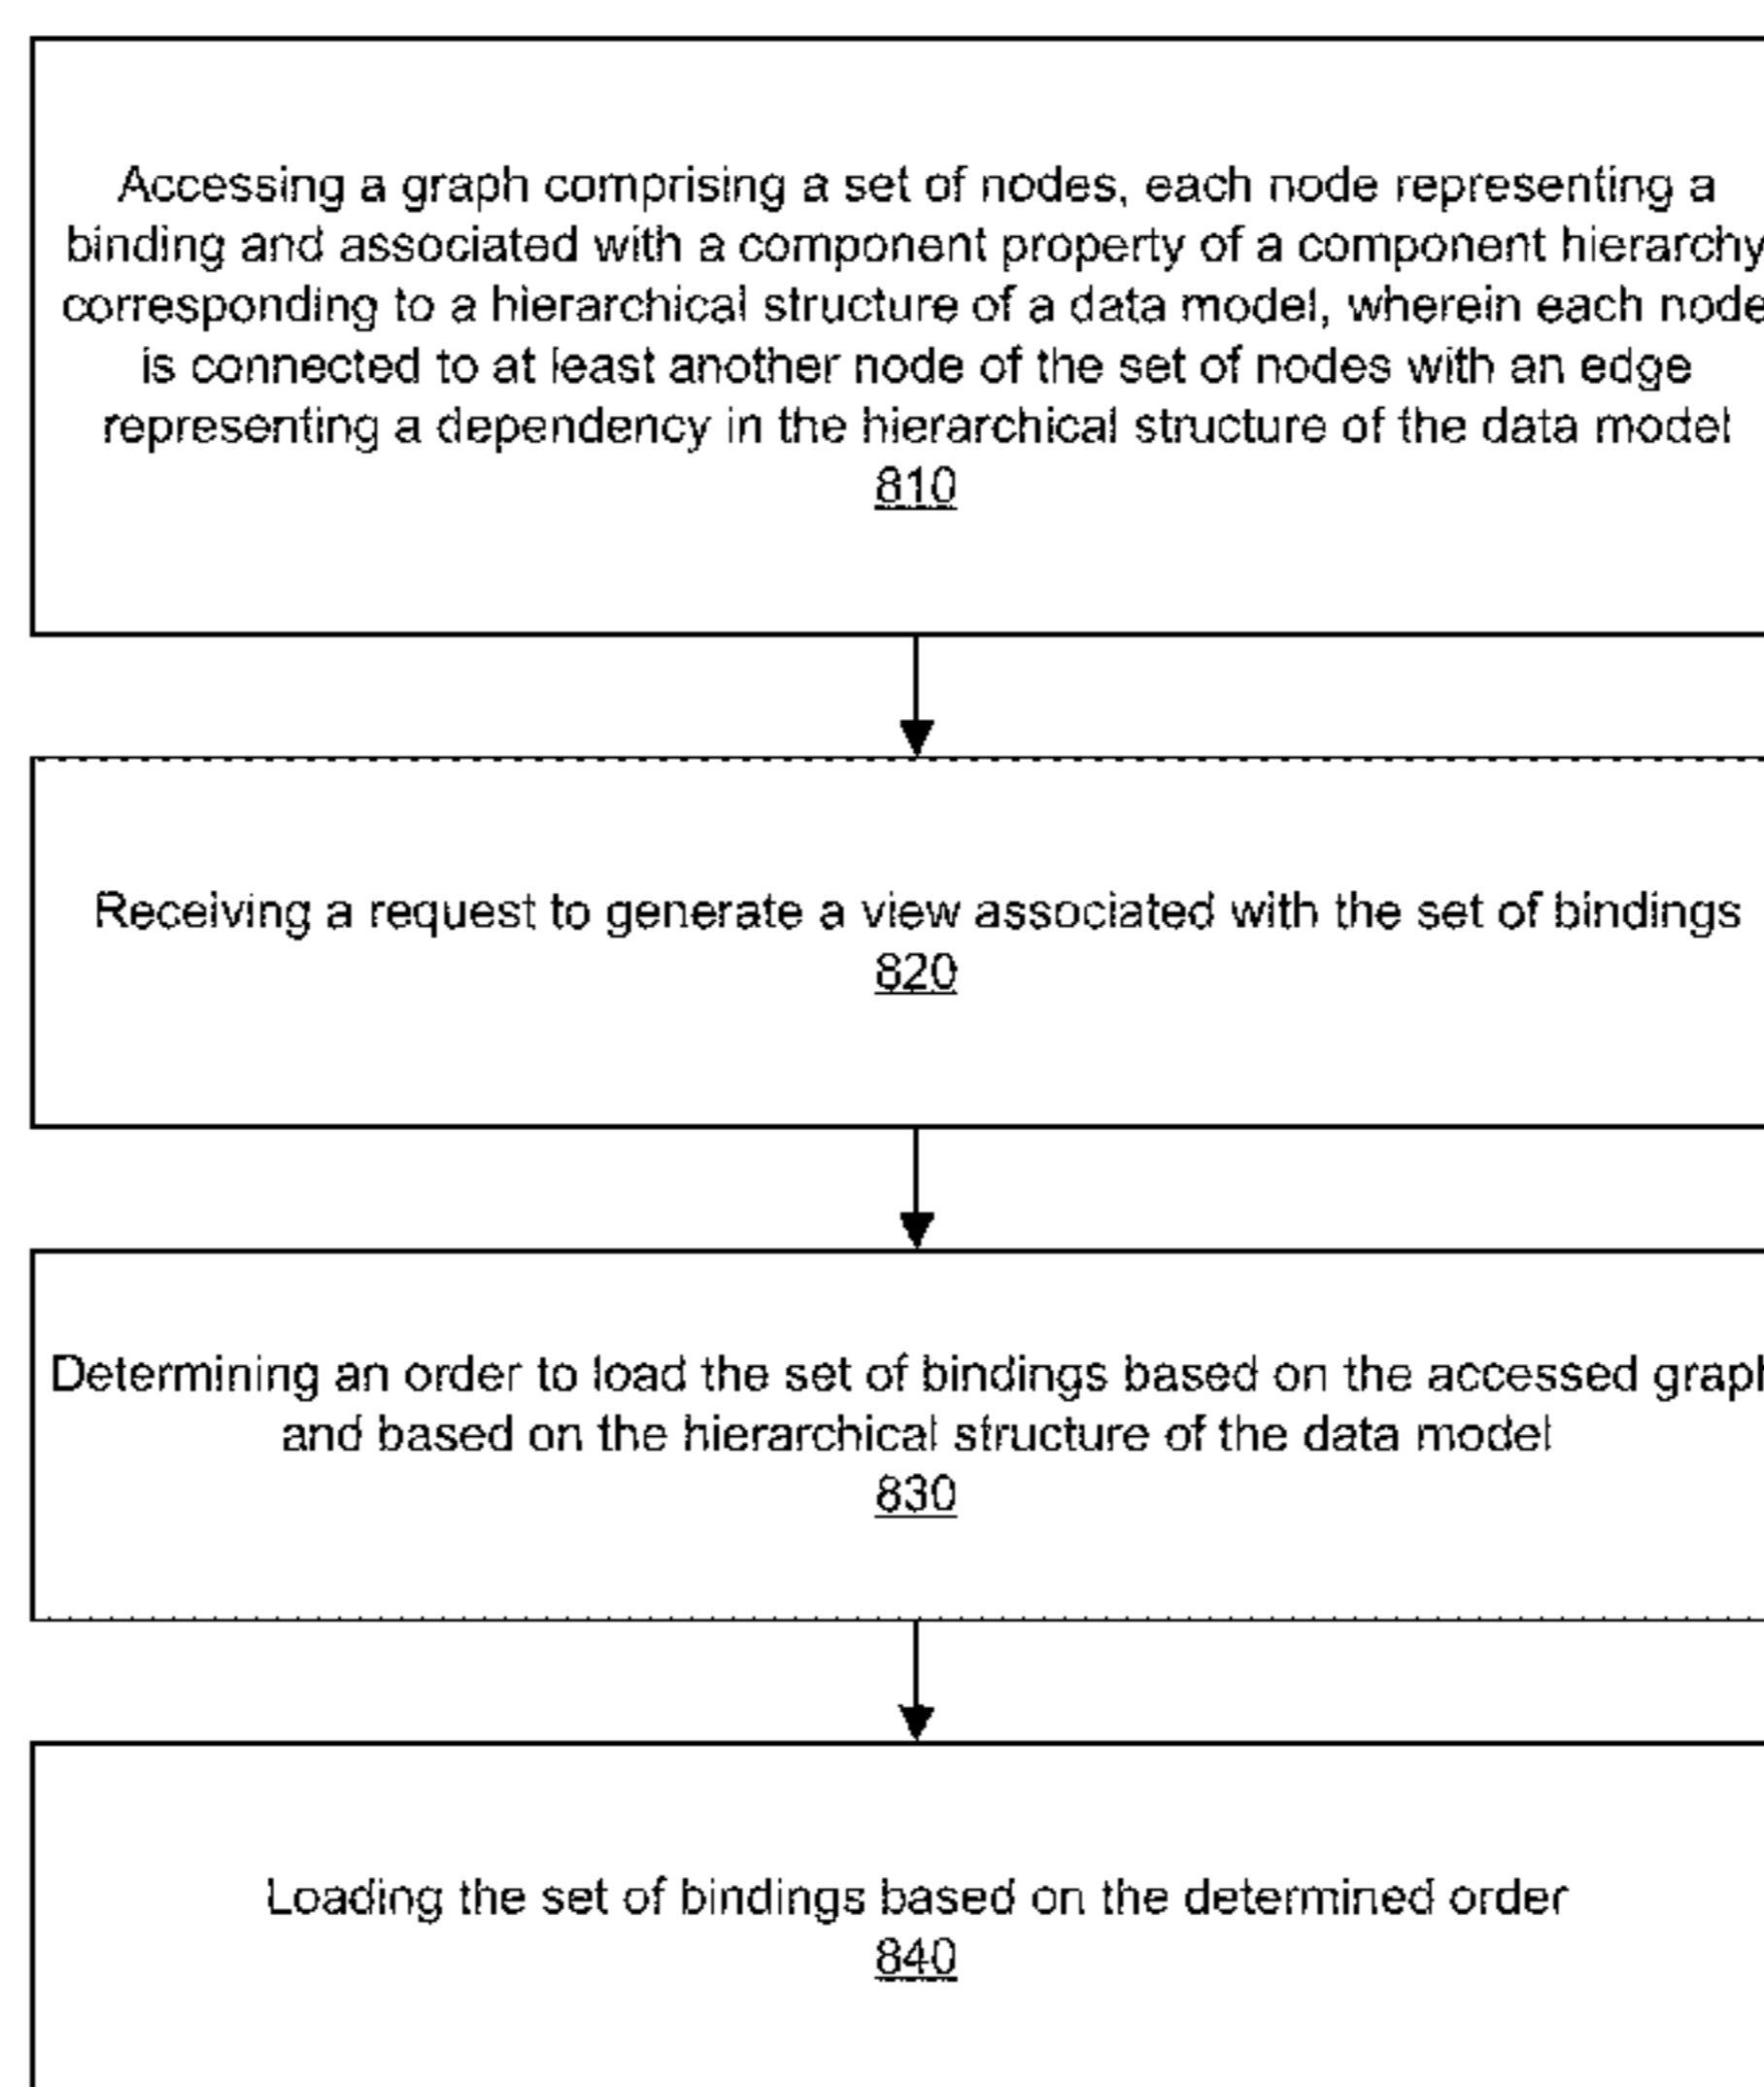 Accessing a graph comprising a set of nodes, each node representing a
binding and associated with a component property of a component hierarchy
corresponding to a hierarchical structure of a data model, wherein each node
is connected to at least another node of the set of nodes with an edge
representing a dependency in the hierarchical structure of the data model
810
Receiving a request to generate a view associated with the set of bindings
820
Determining an order to load the set of bindings based on the accessed graph
and based on the hierarchical structure of the data model
830
Loading the set of bindings based on the determined order
840